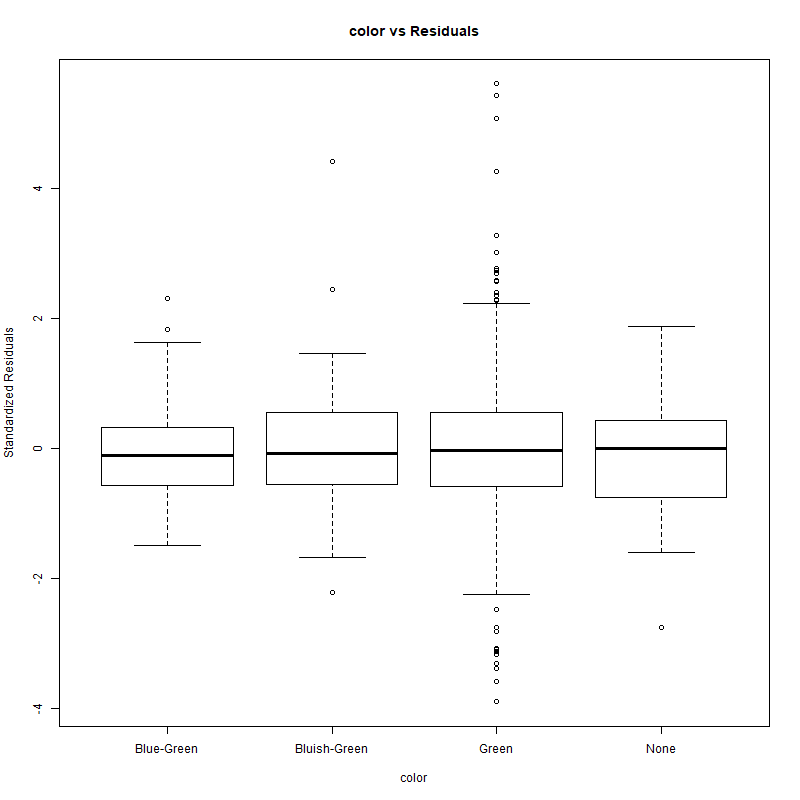 color vs Residuals
Standardized Residuals
4
2
0
-2
-4
Blue-Green Bluish-Green Green None
color